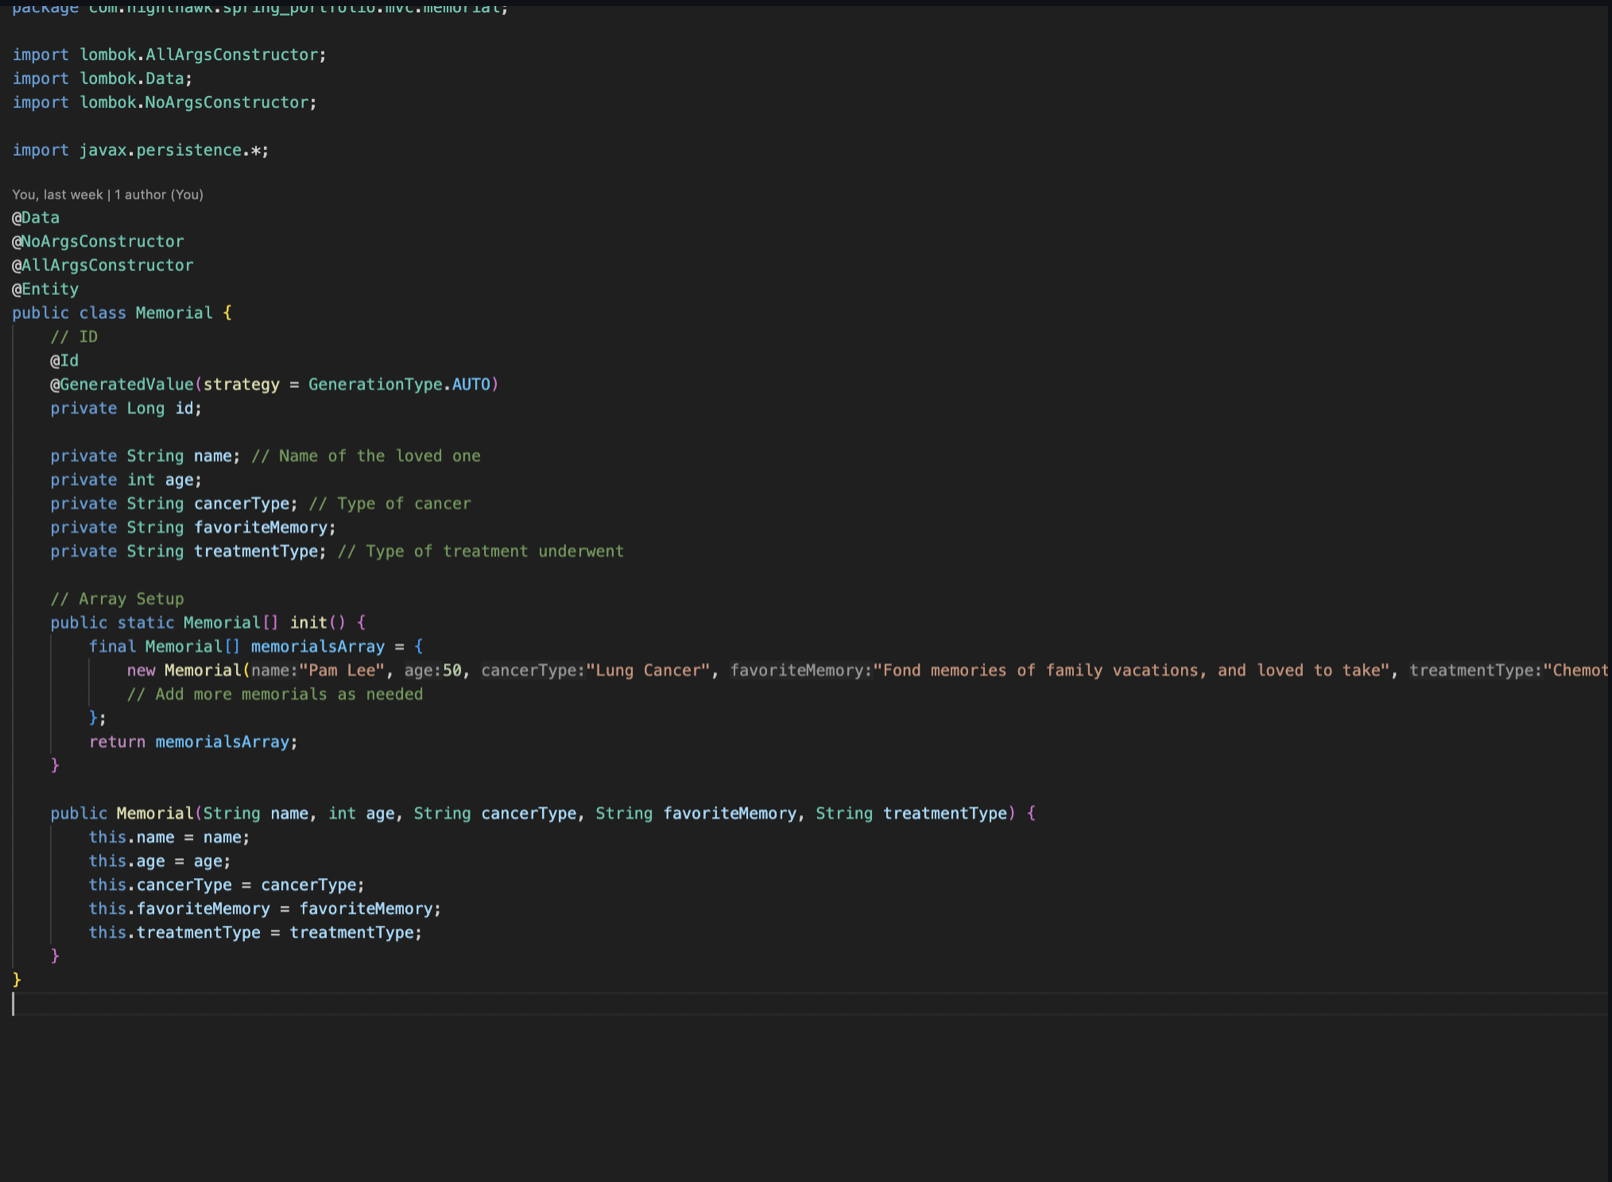 package com.nighthawk.spring_portfolio.mvc.memorial;
import lombok.AllArgsConstructor;
import lombok.Data;
import lombok.NoArgsConstructor;
import javax.persistence.*;
You, last week | 1 author (You)
@Data
@NoArgsConstructor
@AllArgsConstructor
@Entity
public class Memorial {
// ID
@Id
@GeneratedValue(strategy = GenerationType.AUTO)
private Long id;
private String name; // Name of the loved one
private int age;
private String cancerType; // Type of cancer
private String favoriteMemory;
private String treatmentType; // Type of treatment underwent
// Array Setup
public static Memorial[] init() {
final Memorial[] memorialsArray = {
new Memorial(name:"Pam Lee", age:50, cancerType:"Lung Cancer", favoriteMemory:"Fond memories of family vacations, and loved to take", treatmentType:"Chemot
// Add more memorials as needed
};
return memorialsArray;
}
public Memorial(String name, int age, String cancerType, String favoriteMemory, String treatmentType) {
this.name = name;
this.age = age;
this.cancerType = cancerType;
this.favoriteMemory = favoriteMemory;
this.treatmentType = treatmentType;
}
}